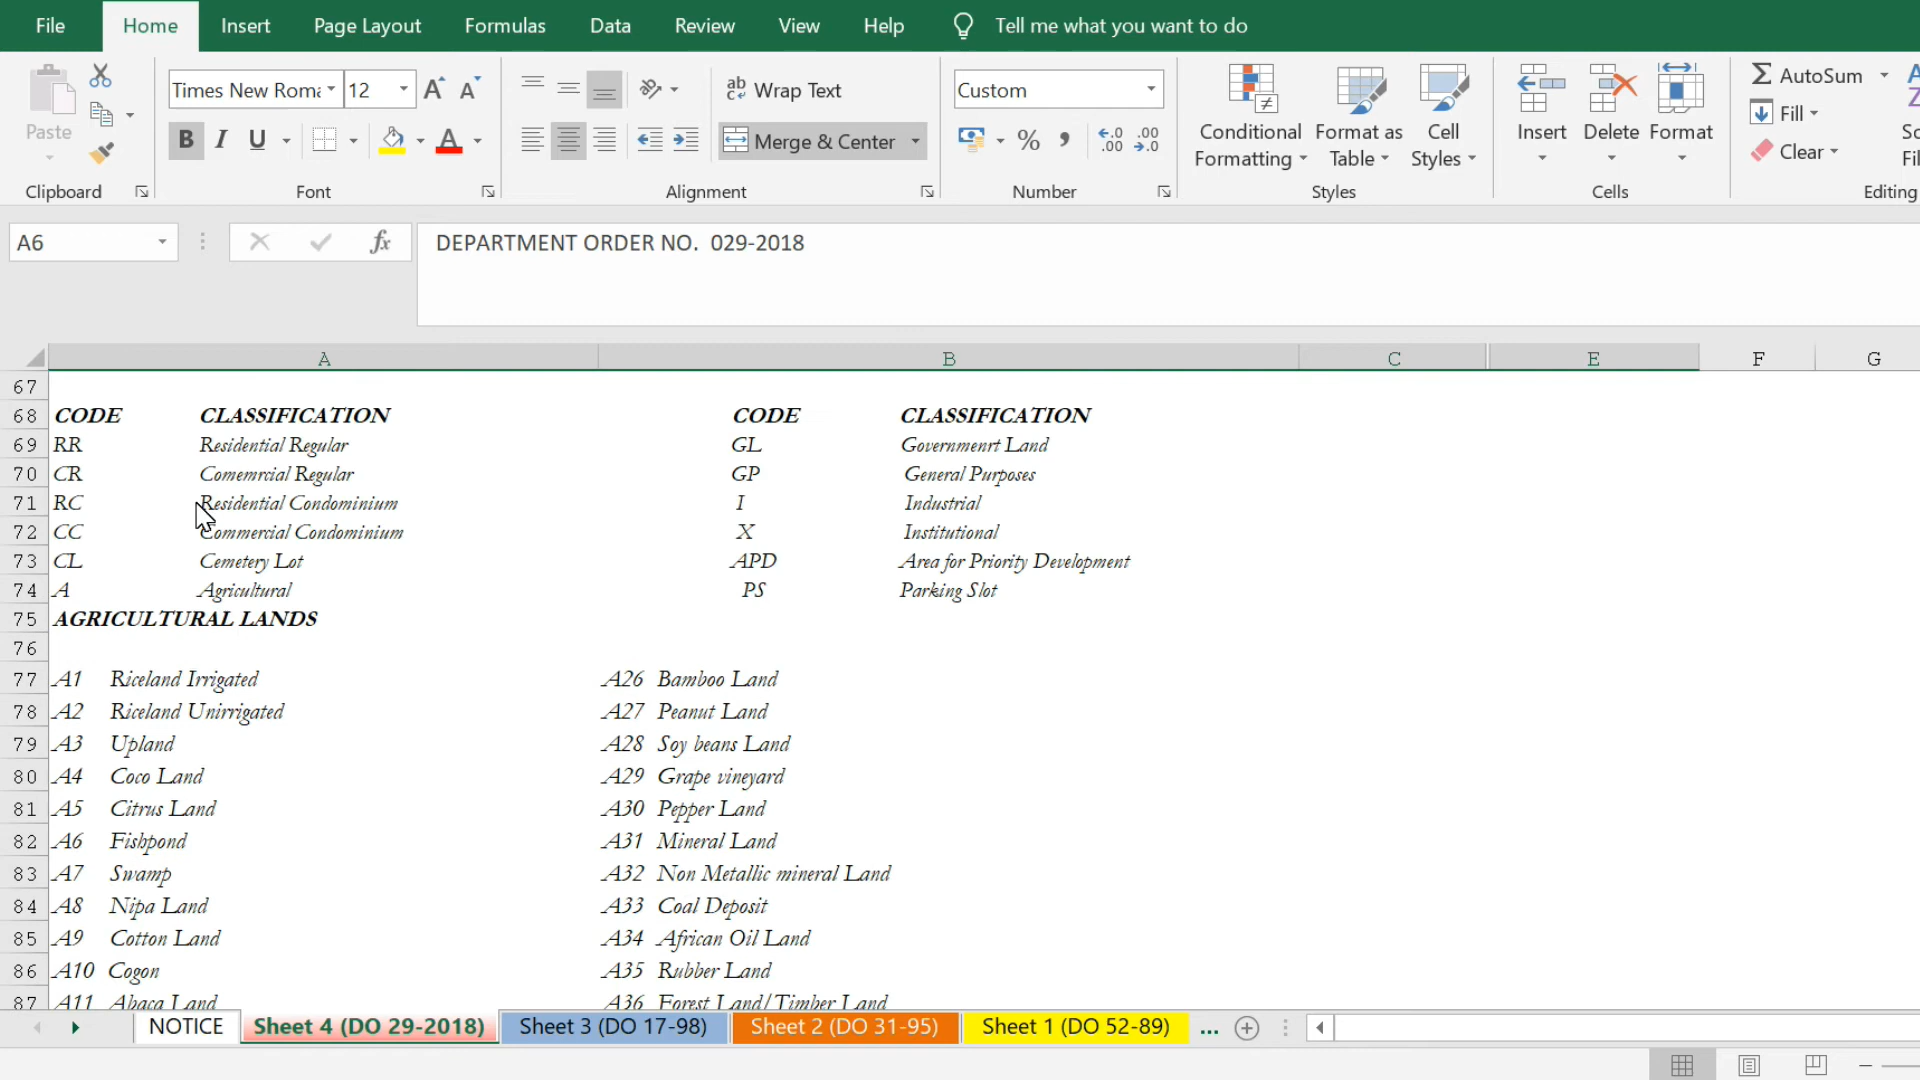 File Home Insert Page Layout Formulas Data Review View Help Tell me what you want to do
Paste
Clipboard
Times New Roma 12
B I U A
Font
ab Wrap Text
Merge & Center
Alignment
Custom
% , .00
Number
Conditional Formatting
Format as Table
Cell Styles
Styles
Insert Delete Format
Cells
AutoSum
Fill
Clear
Editing
A6 fx DEPARTMENT ORDER NO. 029-2018
A B C E F G
67
68 CODE CLASSIFICATION CODE CLASSIFICATION
69 RR Residential Regular GL Governmenrt Land
70 CR Comemrcial Regular GP General Purposes
71 RC Residential Condominium I Industrial
72 CC Commercial Condominium X Institutional
73 CL Cemetery Lot APD Area for Priority Development
74 A Agricultural PS Parking Slot
75 AGRICULTURAL LANDS
76
77 A1 Riceland Irrigated A26 Bamboo Land
78 A2 Riceland Unirrigated A27 Peanut Land
79 A3 Upland A28 Soy beans Land
80 A4 Coco Land A29 Grape vineyard
81 A5 Citrus Land A30 Pepper Land
82 A6 Fishpond A31 Mineral Land
83 A7 Swamp A32 Non Metallic mineral Land
84 A8 Nipa Land A33 Coal Deposit
85 A9 Cotton Land A34 African Oil Land
86 A10 Cogon A35 Rubber Land
87 A11 Abaca Land A36 Forest Land/Timber Land
NOTICE Sheet 4 (DO 29-2018) Sheet 3 (DO 17-98) Sheet 2 (DO 31-95) Sheet 1 (DO 52-89) ...